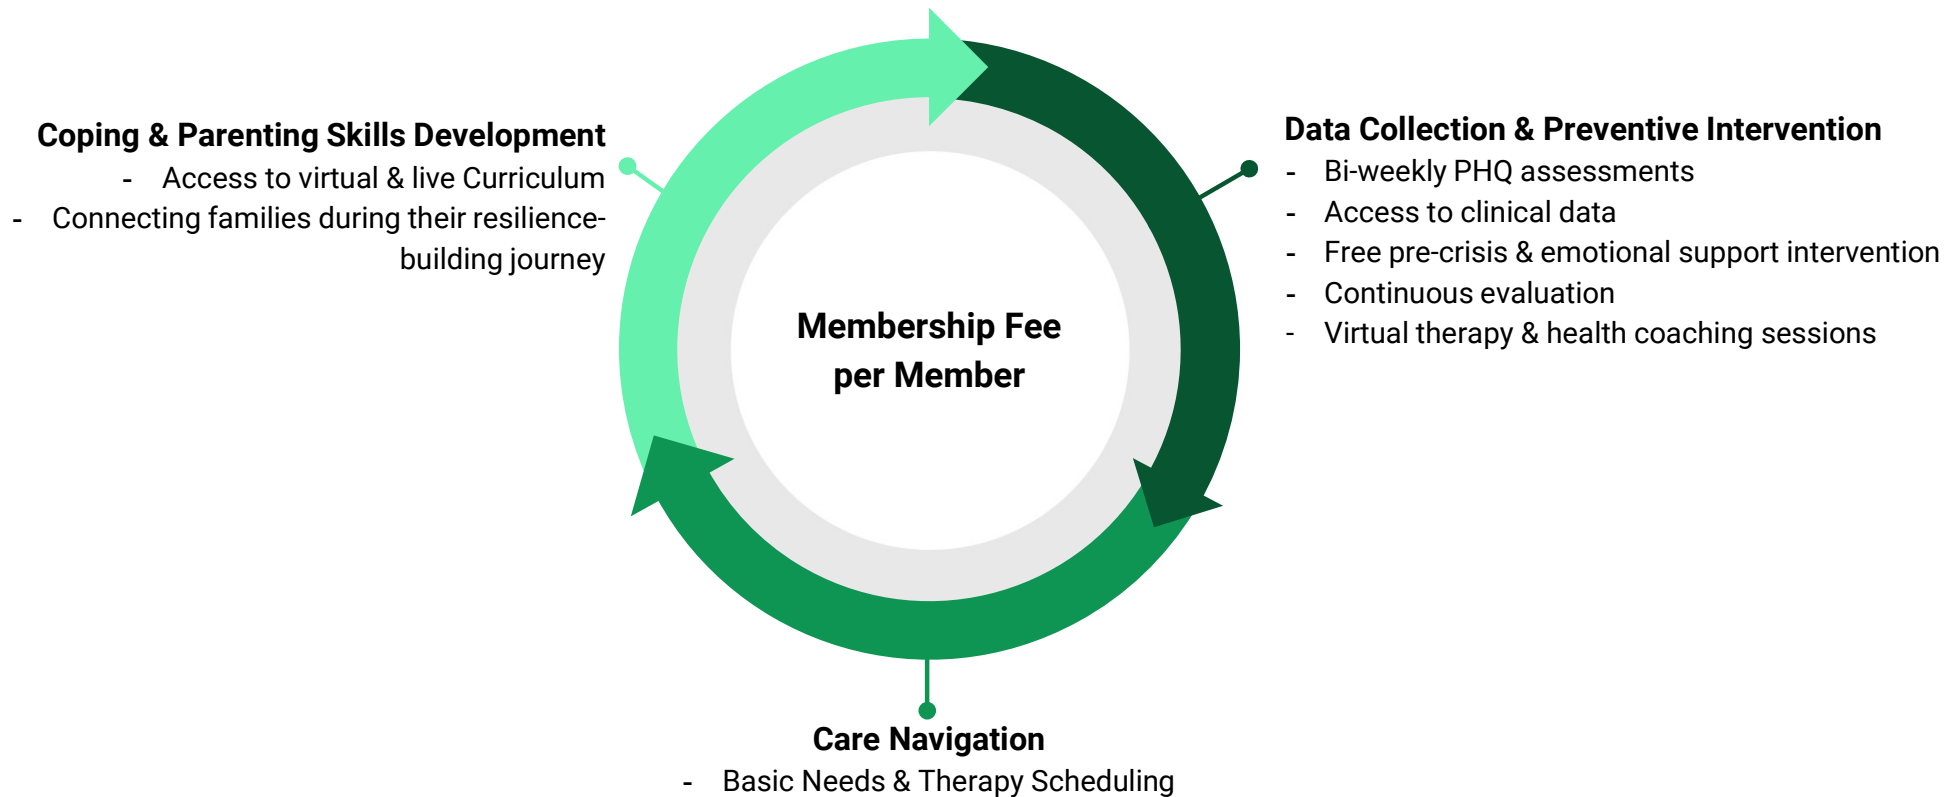 Coping & Parenting Skills Development
- Access to virtual & live Curriculum
- Connecting families during their resilience-
building journey
Membership Fee
per Member
Data Collection & Preventive Intervention
- Bi-weekly PHQ assessments
- Access to clinical data
- Free pre-crisis & emotional support intervention
- Continuous evaluation
- Virtual therapy & health coaching sessions
Care Navigation
- Basic Needs & Therapy Scheduling